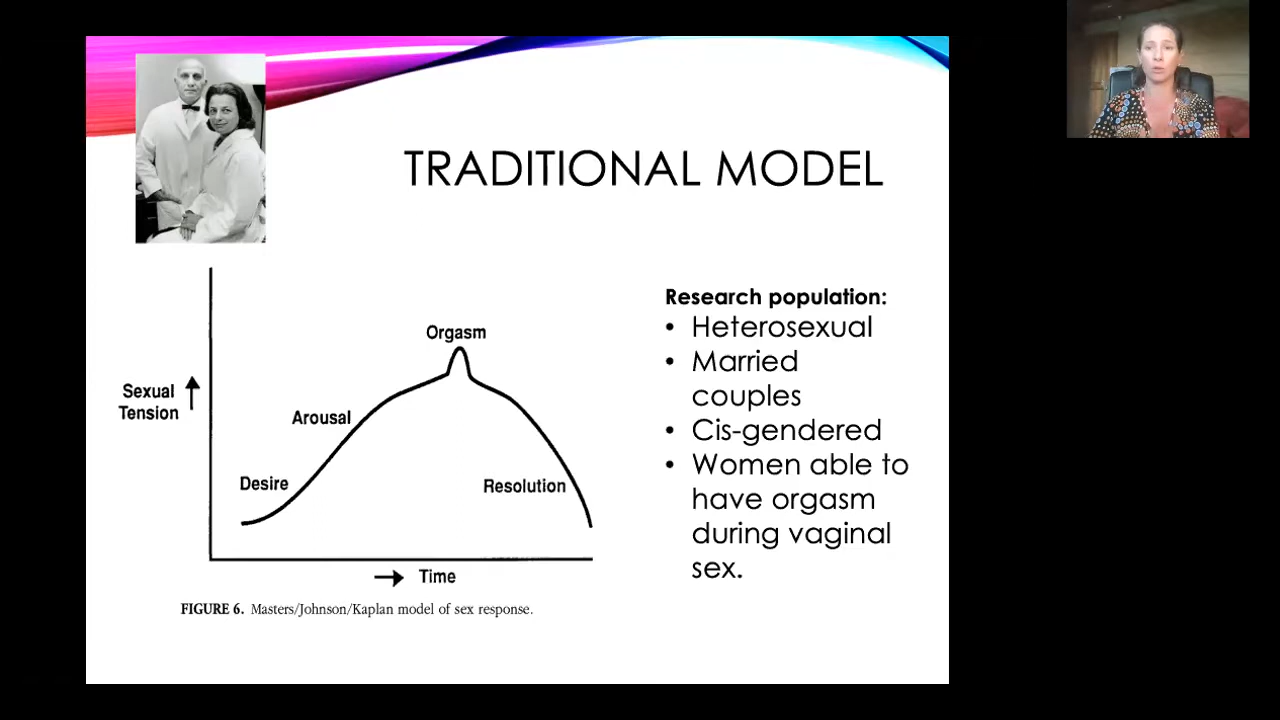 TRADITIONAL MODEL
Orgasm
Sexual
Tension
Arousal
Desire
Resolution
Time
FIGURE 6. Masters/Johnson/Kaplan model of sex response.
Research population:
• Heterosexual
• Married
couples
• Cis-gendered
• Women able to
have orgasm
during vaginal
sex.